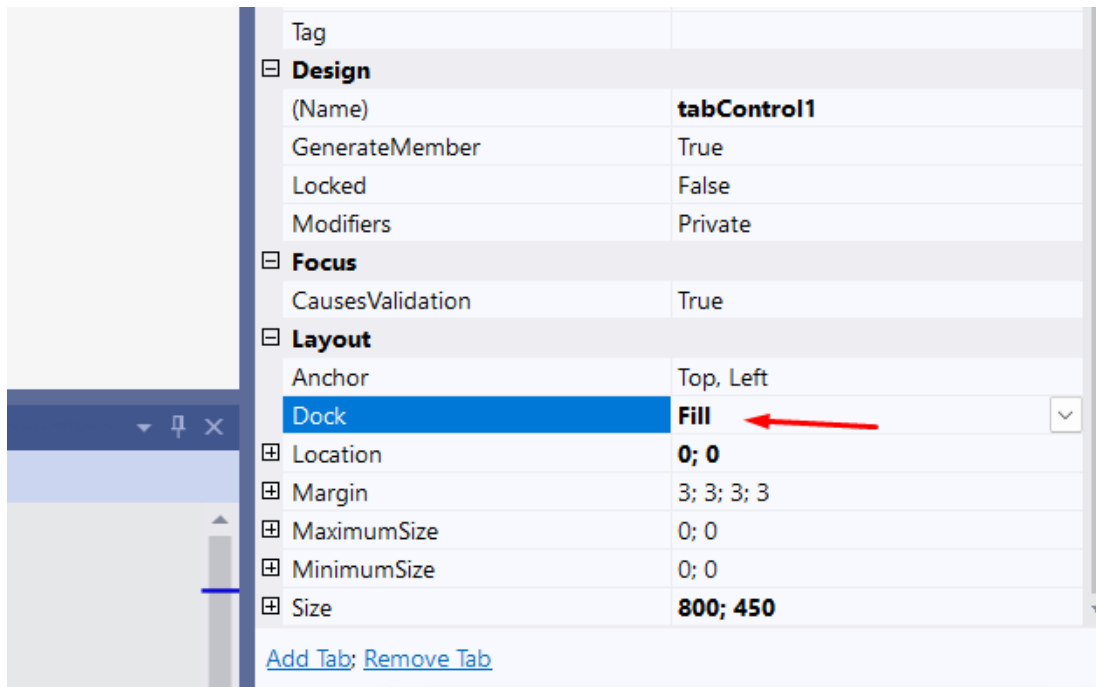 Tag
Design
(Name) tabControl1
GenerateMember True
Locked False
Modifiers Private
Focus
CausesValidation True
Layout
Anchor Top, Left
Dock Fill
Location 0; 0
Margin 3; 3; 3; 3
MaximumSize 0; 0
MinimumSize 0; 0
Size 800; 450
Add Tab; Remove Tab